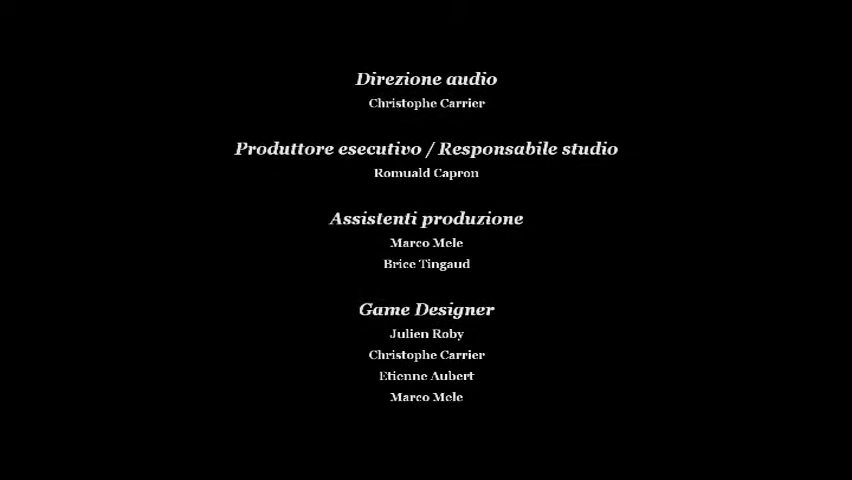 Direzione audio
Christophe Carrier
Produttore esecutivo / Responsabile studio
Romuald Capron
Assistenti produzione
Marco Mele
Brice Tingaud
Game Designer
Julien Roby
Christophe Carrier
Etienne Aubert
Marco Mele